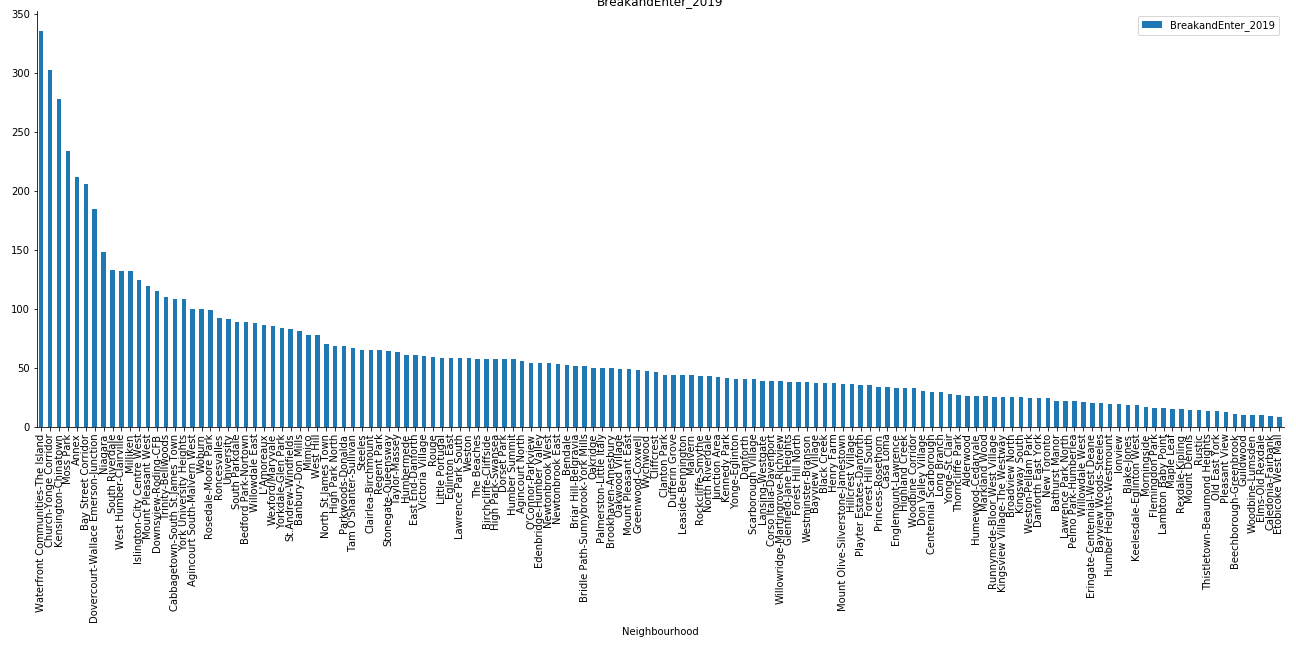 BreakandEnter_2019
BreakandEnter_2019
350
300
250
200
150
100
50
0
Waterfront Communities-The Island
Church-Yonge Corridor
Kensington-Chinatown
Moss Park
Annex
Bay Street Corridor
Dovercourt-Wallace Emerson-Junction
Niagara
South Riverdale
West Humber-Clairville
Milliken
Islington-City Centre West
Mount Pleasant West
Downsview-Roding-CFB
Trinity-Bellwoods
Cabbagetown-South St.James Town
York University Heights
Agincourt South-Malvern West
Woburn
Rosedale-Moore Park
Roncesvalles
University
South Parkdale
Bedford Park-Nortown
Willowdale East
L'Amoreaux
Wexford/Maryvale
Yorkdale-Glen Park
St.Andrew-Windfields
Banbury-Don Mills
Mimico
West Hill
North St.James Town
High Park North
Parkwoods-Donalda
Tam O'Shanter-Sullivan
Steeles
Clairlea-Birchmount
Regent Park
Stonegate-Queensway
Taylor-Massey
Humbermede
East End-Danforth
Victoria Village
Rouge
Little Portugal
Eglinton East
Lawrence Park South
Weston
The Beaches
Birchcliffe-Cliffside
High Park-Swansea
Dorset Park
Humber Summit
Agincourt North
O'Connor-Parkview
Edenbridge-Humber Valley
Newtonbrook West
Newtonbrook East
Bendale
Briar Hill-Belgravia
Bridle Path-Sunnybrook-York Mills
Oakridge
Palmerston-Little Italy
Brookhaven-Amesbury
Oakwood Village
Mount Pleasant East
Greenwood-Coxwell
Wychwood
Cliffcrest
Clanton Park
Dufferin Grove
Leaside-Bennington
Malvern
Rockcliffe-Smythe
North Riverdale
Junction Area
Kennedy Park
Yonge-Eglinton
Danforth
Scarborough Village
Lansing-Westgate
Corso Italia-Davenport
Willowridge-Martingrove-Richview
Glenfield-Jane Heights
Forest Hill North
Westminster-Branson
Bayview Village
Black Creek
Henry Farm
Mount Olive-Silverstone-Jamestown
Hillcrest Village
Playter Estates-Danforth
Forest Hill South
Princess-Rosethorn
Casa Loma
Englemount-Lawrence
Highland Creek
Woodbine Corridor
Don Valley Village
Centennial Scarborough
Long Branch
Yonge-St.Clair
Thorncliffe Park
Alderwood
Humewood-Cedarvale
Markland Wood
Runnymede-Bloor West Village
Kingsview Village-The Westway
Broadview North
Kingsway South
Weston-Pellam Park
Danforth East York
New Toronto
Bathurst Manor
Lawrence Park North
Pelmo Park-Humberlea
Willowdale West
Eringate-Centennial-West Deane
Bayview Woods-Steeles
Humber Heights-Westmount
Ionview
Blake-Jones
Keelesdale-Eglinton West
Morningside
Flemingdon Park
Lambton Baby Point
Maple Leaf
Rexdale-Kipling
Mount Dennis
Rustic
Thistletown-Beaumond Heights
Old East York
Pleasant View
Beechborough-Greenbrook
Guildwood
Woodbine-Lumsden
Elms-Old Rexdale
Caledonia-Fairbank
Etobicoke West Mall
Neighbourhood